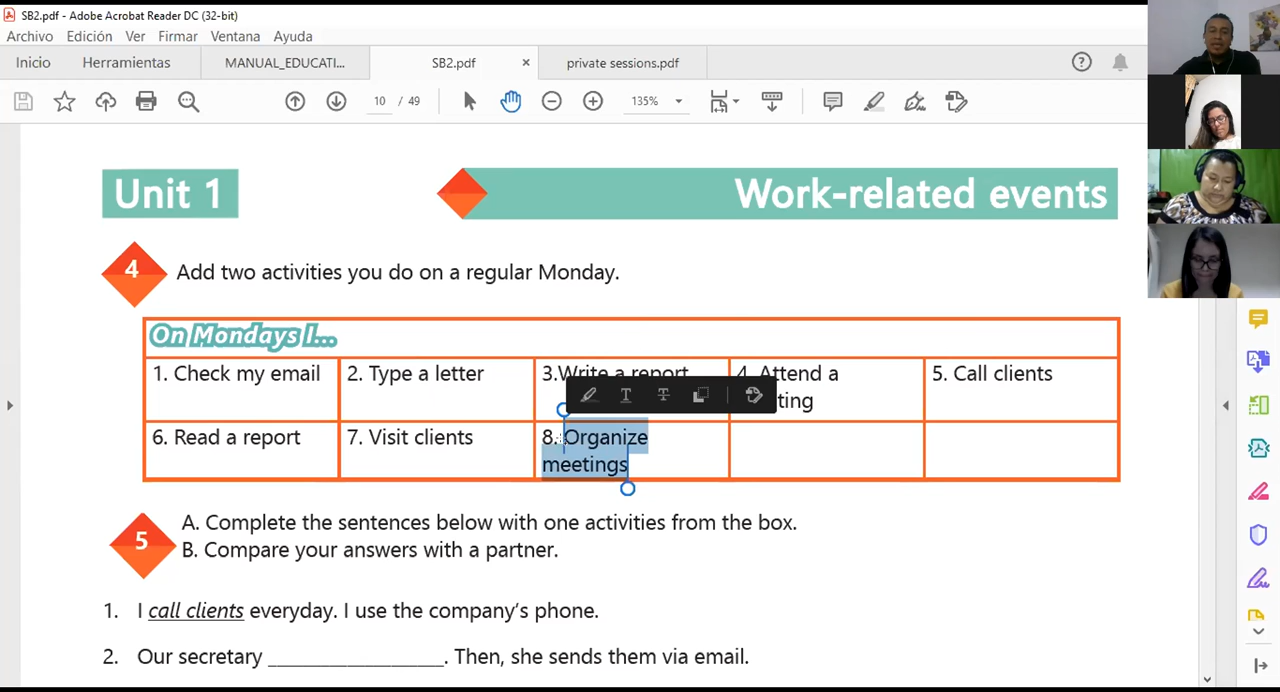 SB2.pdf - Adobe Acrobat Reader DC (32-bit)
Archivo Edición Ver Firmar Ventana Ayuda
Inicio Herramientas MANUAL_EDUCATI... SB2.pdf × private sessions.pdf
10 / 49 135%
Unit 1 Work-related events
4 Add two activities you do on a regular Monday.
On Mondays I...
1. Check my email 2. Type a letter 3.Write a report 4. Attend a 5. Call clients
ting
6. Read a report 7. Visit clients 8. Organize
meetings
5 A. Complete the sentences below with one activities from the box.
B. Compare your answers with a partner.
1. I call clients everyday. I use the company's phone.
2. Our secretary _________________. Then, she sends them via email.